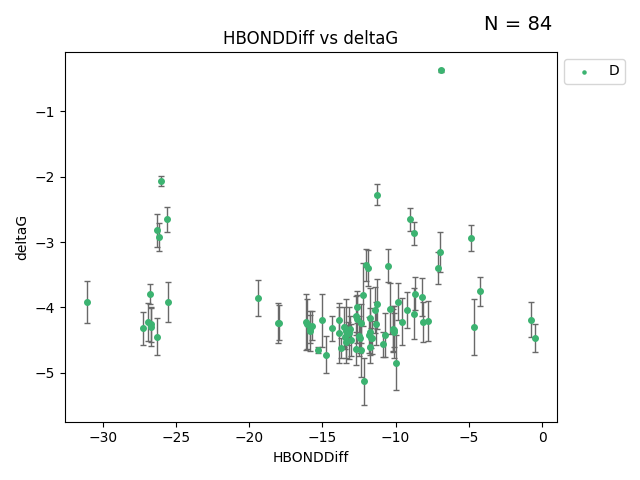 N = 84
HBONDDiff vs deltaG
D
deltaG
−1
−2
−3
−4
−5
−30 −25 −20 −15 −10 −5 0
HBONDDiff